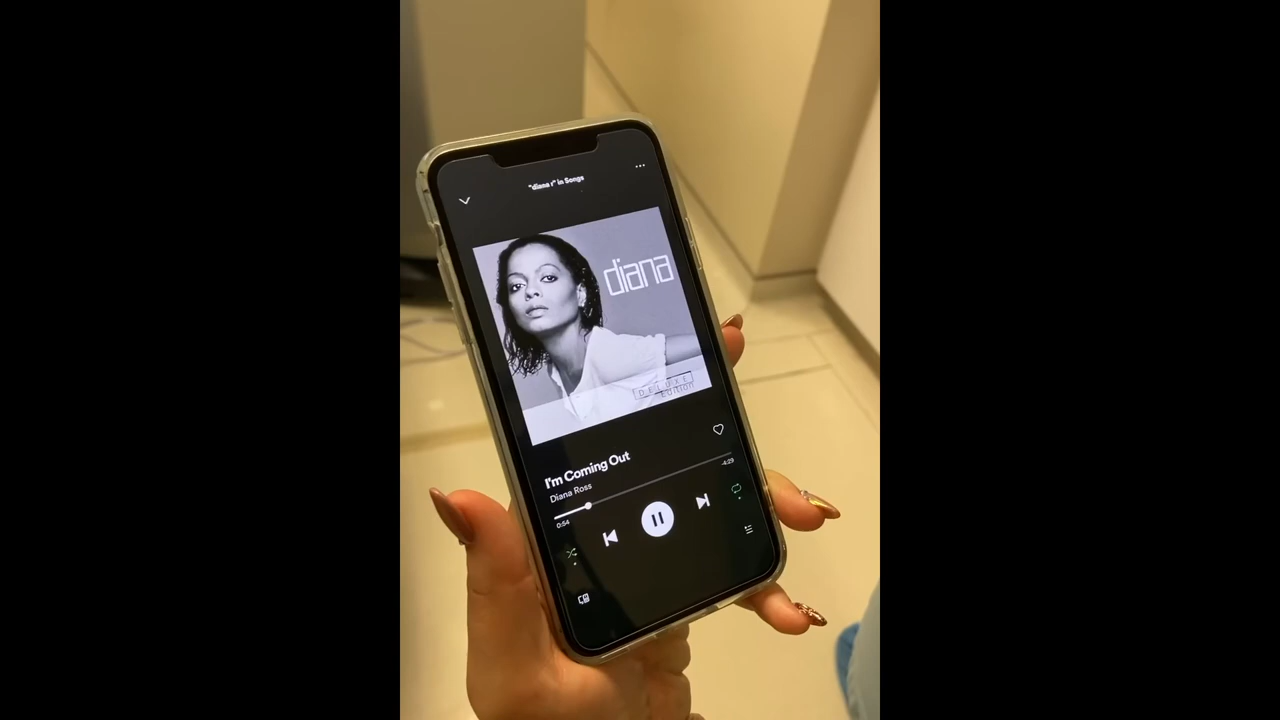 "diana r" in Songs
diana
DELUXE
Edition
I'm Coming Out
Diana Ross
0:54
-4:29